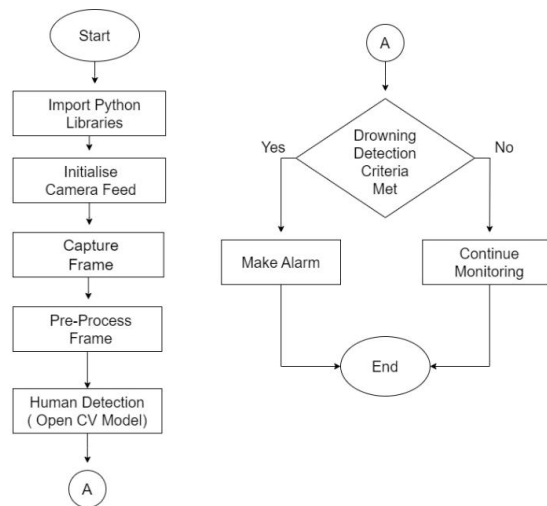 Start
Import Python
Libraries
Initialise
Camera Feed
Capture
Frame
Pre-Process
Frame
Human Detection
( Open CV Model)
A
A
Drowning
Detection
Criteria
Met
Yes
No
Make Alarm
Continue
Monitoring
End